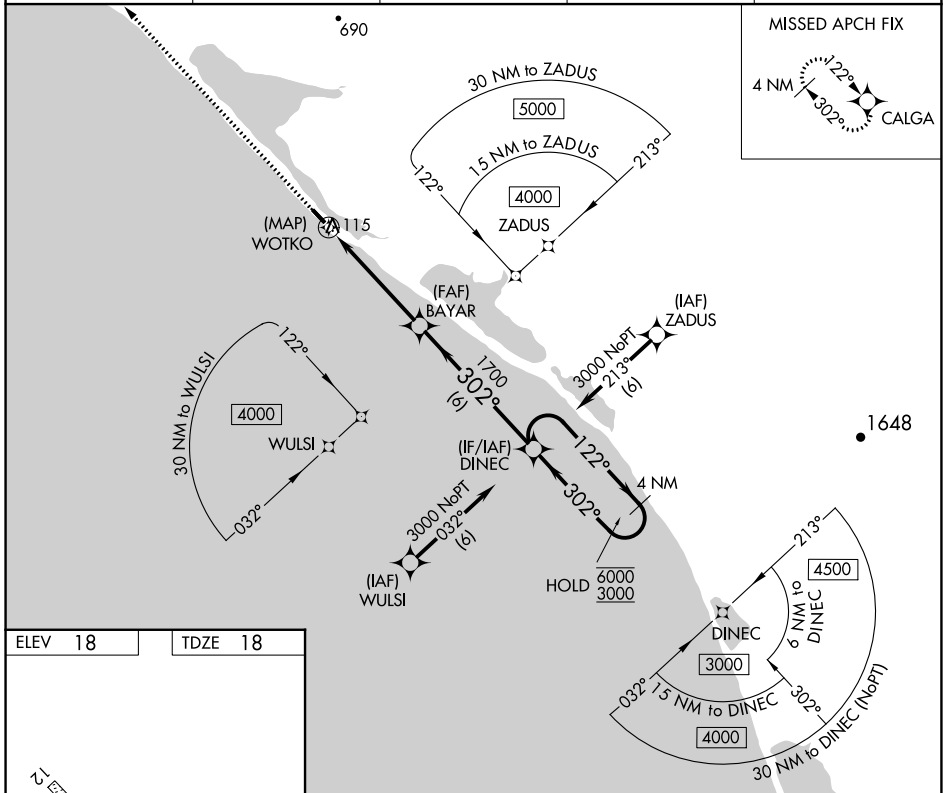 690
MISSED APCH FIX
4 NM
122°
302°
CALGA
30 NM to ZADUS
5000
15 NM to ZADUS
4000
122°
213°
ZADUS
(MAP)
WOTKO
115
(FAF)
BAYAR
(IAF)
ZADUS
3000 NoPT
213°
(6)
1700
302°
(6)
30 NM to WULSI
122°
4000
WULSI
032°
1648
(IF/IAF)
DINEC
122°
302°
4 NM
HOLD
6000
3000
3000 NoPT
032°
(6)
(IAF)
WULSI
213°
4500
6 NM to
DINEC
DINEC
3000
032°
302°
15 NM to DINEC
4000
30 NM to DINEC (NoPT)
ELEV 18
TDZE 18
12